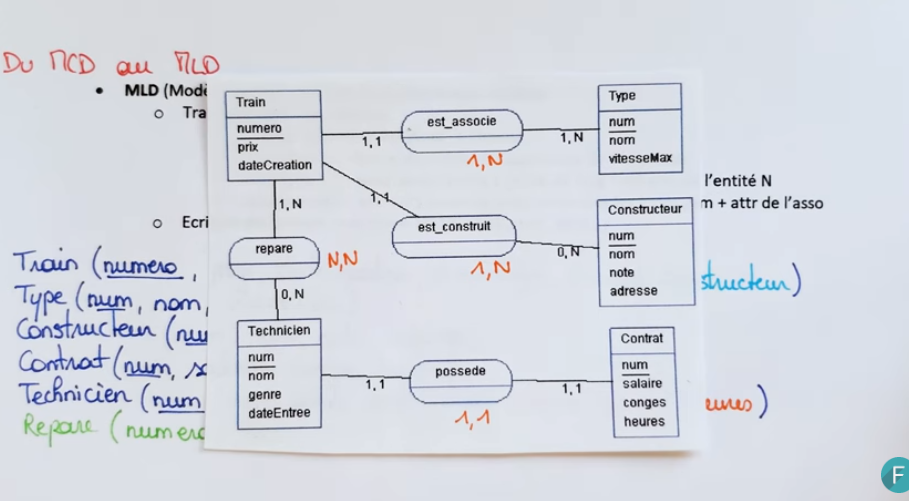 Du MCD au MLD
• MLD (Modè
○ Tra
l'entité N
m + attr de l'asso
○ Ecri
Train (numero,
structeur)
Type (num, nom,
Constructeur (nu
Contrat (num, sa
Technicien (num
eures)
Repare (numero
Train
numero
prix
dateCreation
1,1
est_associe
1,N
1,N
Type
num
nom
vitesseMax
1,1
est_construit
1,N
0,N
Constructeur
num
nom
note
adresse
1,N
repare
N,N
0,N
Technicien
num
nom
genre
dateEntree
1,1
possede
1,1
1,1
Contrat
num
salaire
conges
heures
F